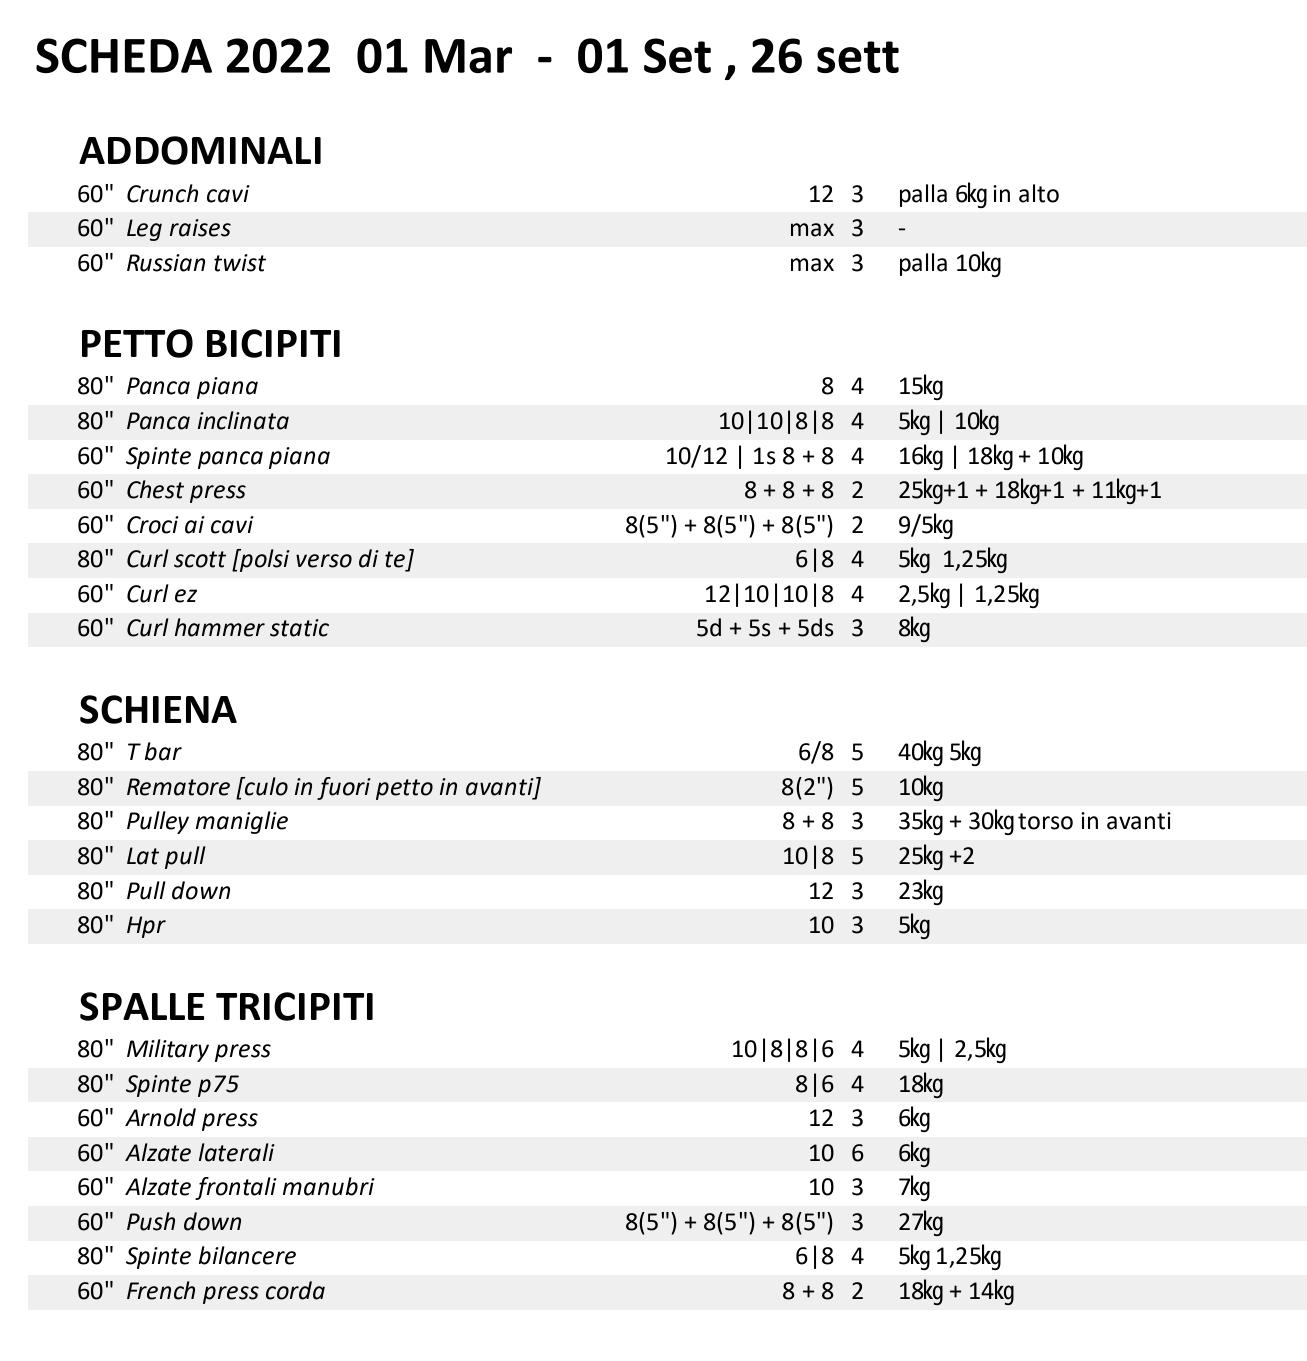 SCHEDA 2022 01 Mar - 01 Set , 26 sett
ADDOMINALI
60" Crunch cavi 12 3 palla 6kg in alto
60" Leg raises max 3 -
60" Russian twist max 3 palla 10kg
PETTO BICIPITI
80" Panca piana 8 4 15kg
80" Panca inclinata 10|10|8|8 4 5kg | 10kg
60" Spinte panca piana 10/12 | 1s 8 + 8 4 16kg | 18kg + 10kg
60" Chest press 8 + 8 + 8 2 25kg+1 + 18kg+1 + 11kg+1
60" Croci ai cavi 8(5") + 8(5") + 8(5") 2 9/5kg
80" Curl scott [polsi verso di te] 6|8 4 5kg 1,25kg
60" Curl ez 12|10|10|8 4 2,5kg | 1,25kg
60" Curl hammer static 5d + 5s + 5ds 3 8kg
SCHIENA
80" T bar 6/8 5 40kg 5kg
80" Rematore [culo in fuori petto in avanti] 8(2") 5 10kg
80" Pulley maniglie 8 + 8 3 35kg + 30kg torso in avanti
80" Lat pull 10|8 5 25kg +2
80" Pull down 12 3 23kg
80" Hpr 10 3 5kg
SPALLE TRICIPITI
80" Military press 10|8|8|6 4 5kg | 2,5kg
80" Spinte p75 8|6 4 18kg
60" Arnold press 12 3 6kg
60" Alzate laterali 10 6 6kg
60" Alzate frontali manubri 10 3 7kg
60" Push down 8(5") + 8(5") + 8(5") 3 27kg
80" Spinte bilancere 6|8 4 5kg 1,25kg
60" French press corda 8 + 8 2 18kg + 14kg